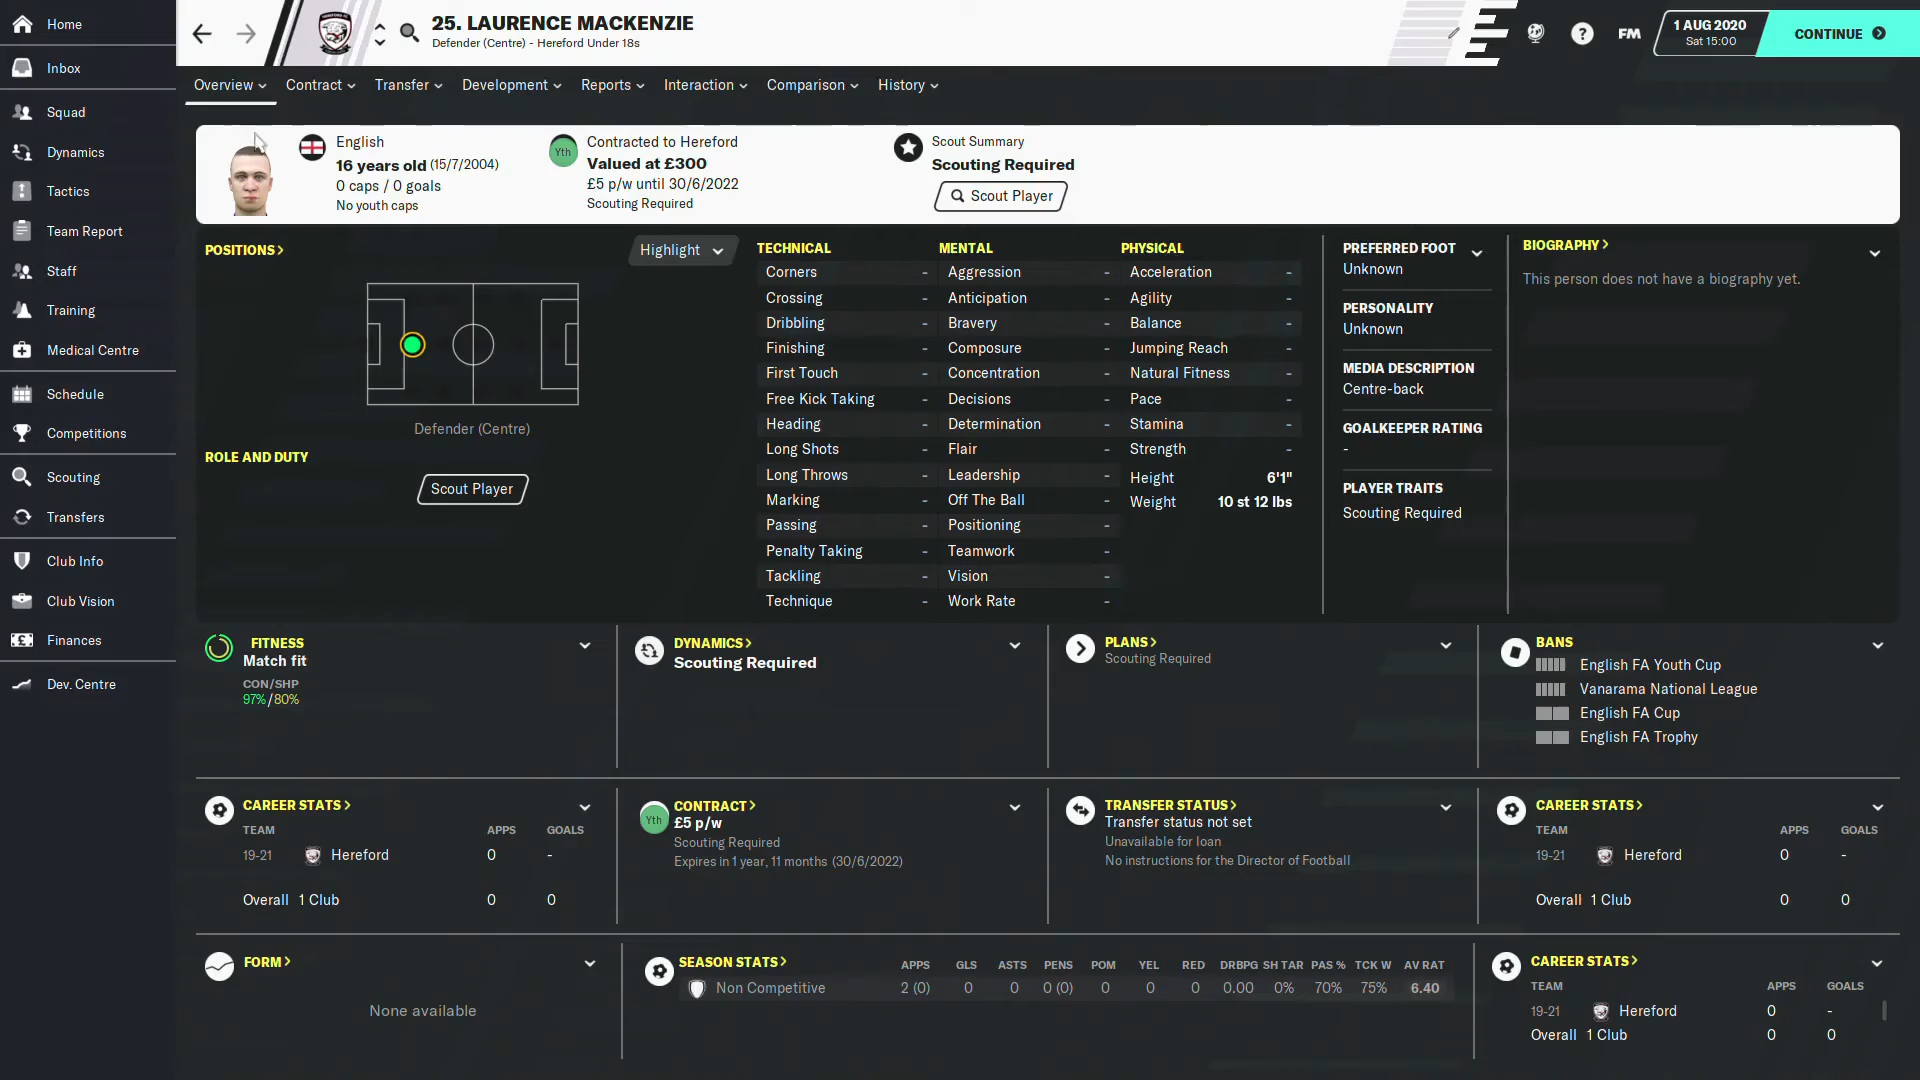 Home
Inbox
Squad
Dynamics
Tactics
Team Report
Staff
Training
Medical Centre
Schedule
Competitions
Scouting
Transfers
Club Info
Club Vision
Finances
Dev. Centre
25. LAURENCE MACKENZIE
Defender (Centre) - Hereford Under 18s
FM
1 AUG 2020
Sat 15:00
CONTINUE
Overview Contract Transfer Development Reports Interaction Comparison History
English
16 years old (15/7/2004)
0 caps / 0 goals
No youth caps
Yth
Contracted to Hereford
Valued at £300
£5 p/w until 30/6/2022
Scouting Required
Scout Summary
Scouting Required
Scout Player
POSITIONS>
Highlight
Defender (Centre)
ROLE AND DUTY
Scout Player
TECHNICAL
Corners -
Crossing -
Dribbling -
Finishing -
First Touch -
Free Kick Taking -
Heading -
Long Shots -
Long Throws -
Marking -
Passing -
Penalty Taking -
Tackling -
Technique -
MENTAL
Aggression -
Anticipation -
Bravery -
Composure -
Concentration -
Decisions -
Determination -
Flair -
Leadership -
Off The Ball -
Positioning -
Teamwork -
Vision -
Work Rate -
PHYSICAL
Acceleration -
Agility -
Balance -
Jumping Reach -
Natural Fitness -
Pace -
Stamina -
Strength -
Height 6'1"
Weight 10 st 12 lbs
PREFERRED FOOT
Unknown
PERSONALITY
Unknown
MEDIA DESCRIPTION
Centre-back
GOALKEEPER RATING
-
PLAYER TRAITS
Scouting Required
BIOGRAPHY>
This person does not have a biography yet.
FITNESS
Match fit
CON/SHP
97%/80%
DYNAMICS>
Scouting Required
PLANS>
Scouting Required
BANS
English FA Youth Cup
Vanarama National League
English FA Cup
English FA Trophy
CAREER STATS>
TEAM APPS GOALS
19-21 Hereford 0 -
Overall 1 Club 0 0
Yth
CONTRACT>
£5 p/w
Scouting Required
Expires in 1 year, 11 months (30/6/2022)
TRANSFER STATUS>
Transfer status not set
Unavailable for loan
No instructions for the Director of Football
CAREER STATS>
TEAM APPS GOALS
19-21 Hereford 0 -
Overall 1 Club 0 0
FORM>
None available
SEASON STATS> APPS GLS ASTS PENS POM YEL RED DRBPG SH TAR PAS % TCK W AV RAT
Non Competitive 2 (0) 0 0 0 (0) 0 0 0 0.00 0% 70% 75% 6.40
CAREER STATS>
TEAM APPS GOALS
19-21 Hereford 0 -
Overall 1 Club 0 0